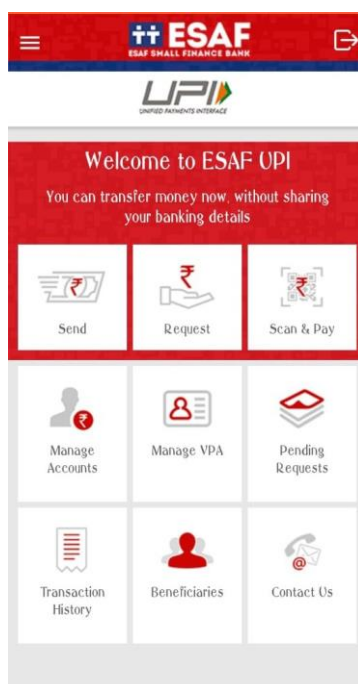 ESAF
ESAF SMALL FINANCE BANK
UPI
UNIFIED PAYMENTS INTERFACE
Welcome to ESAF UPI
You can transfer money now, without sharing
your banking details
Send
Request
Scan & Pay
Manage
Accounts
Manage VPA
Pending
Requests
Transaction
History
Beneficiaries
Contact Us